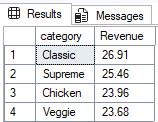 Results Messages
category Revenue
1 Classic 26.91
2 Supreme 25.46
3 Chicken 23.96
4 Veggie 23.68